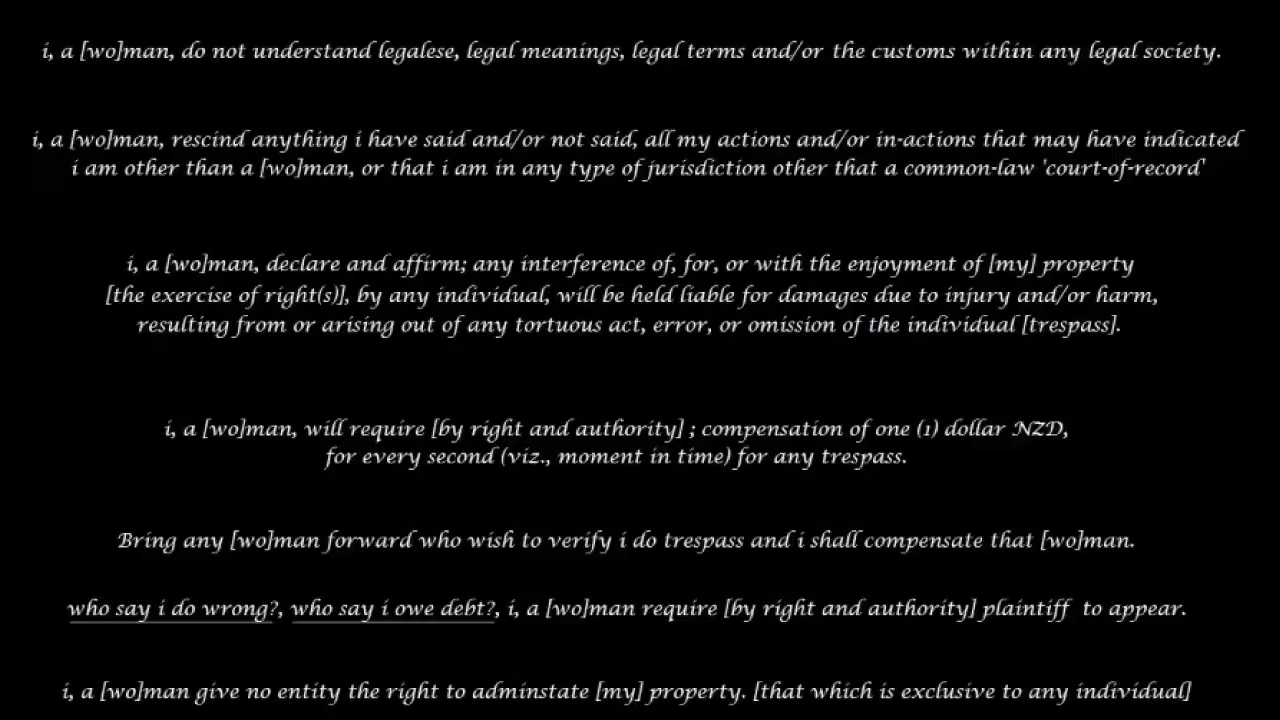 i, a [wo]man, do not understand legalese, legal meanings, legal terms and/or the customs within any legal society.
i, a [wo]man, rescind anything i have said and/or not said, all my actions and/or in-actions that may have indicated
i am other than a [wo]man, or that i am in any type of jurisdiction other that a common-law 'court-of-record'
i, a [wo]man, declare and affirm; any interference of, for, or with the enjoyment of [my] property
[the exercise of right(s)], by any individual, will be held liable for damages due to injury and/or harm,
resulting from or arising out of any tortuous act, error, or omission of the individual [trespass].
i, a [wo]man, will require [by right and authority] ; compensation of one (1) dollar NZD,
for every second (viz., moment in time) for any trespass.
Bring any [wo]man forward who wish to verify i do trespass and i shall compensate that [wo]man.
who say i do wrong?, who say i owe debt?, i, a [wo]man require [by right and authority] plaintiff to appear.
i, a [wo]man give no entity the right to adminstate [my] property. [that which is exclusive to any individual]